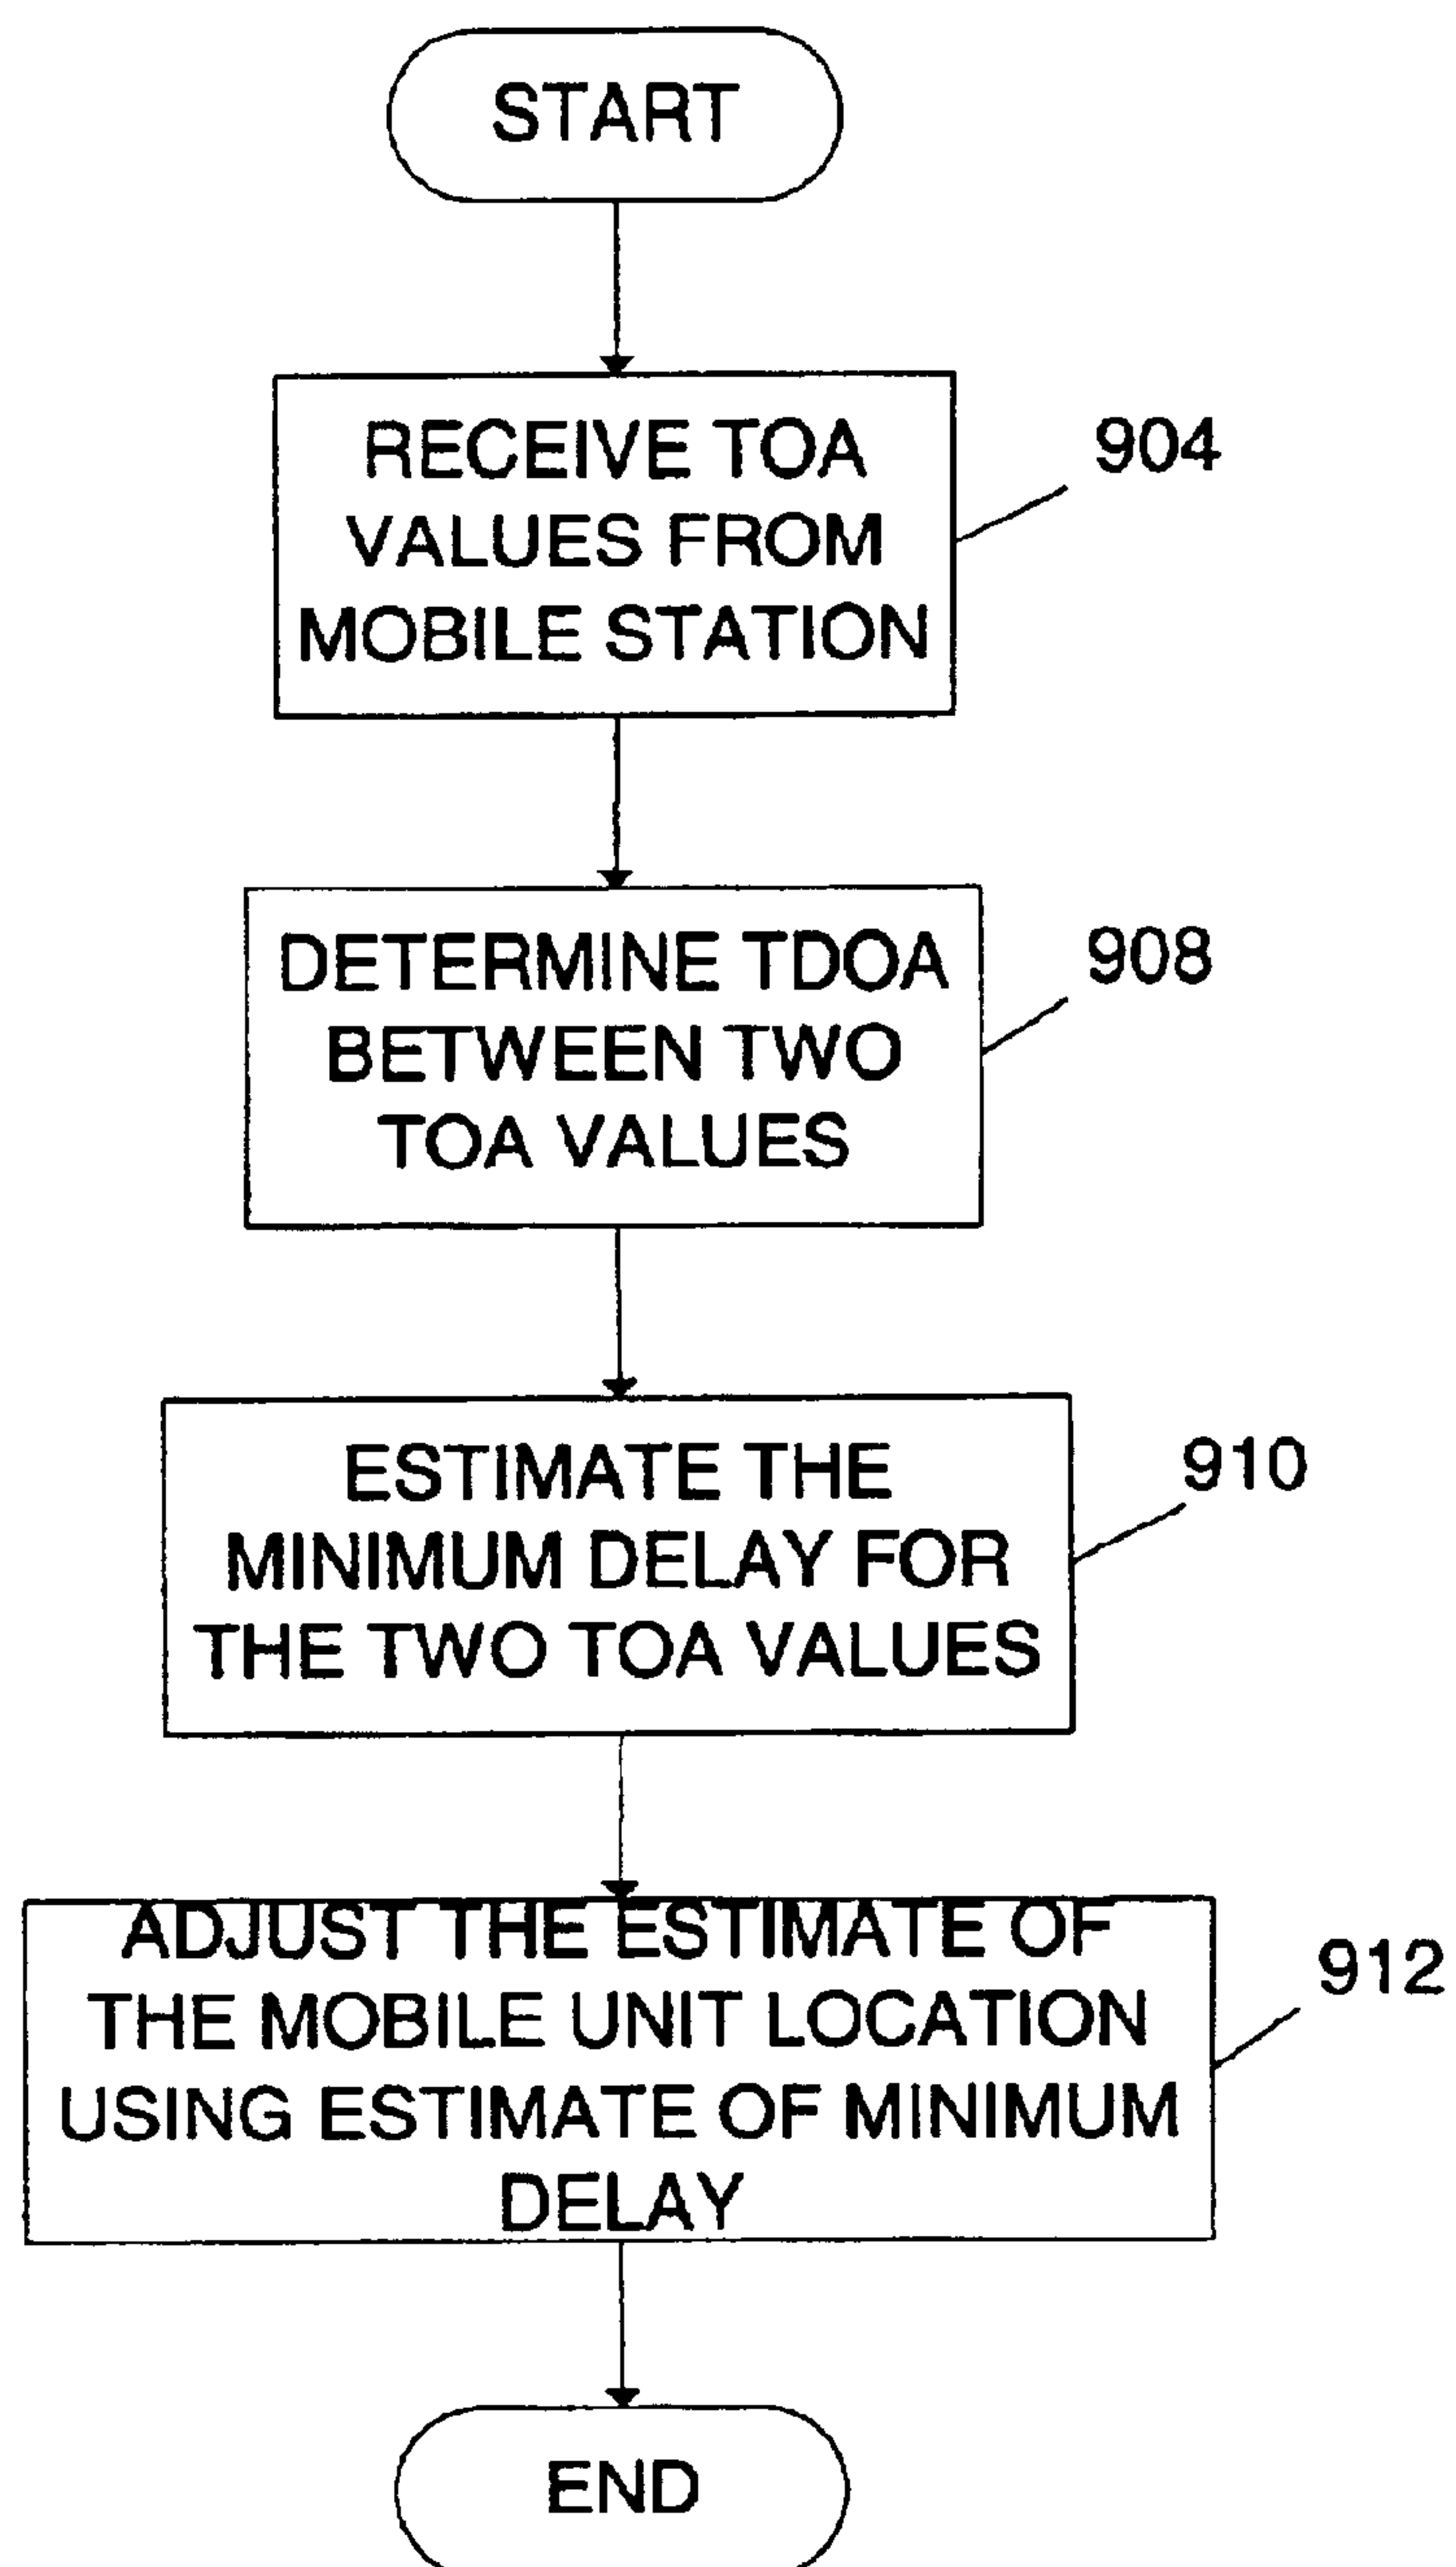 START
RECEIVE TOA
VALUES FROM
MOBILE STATION
904
DETERMINE TDOA
BETWEEN TWO
TOA VALUES
908
ESTIMATE THE
MINIMUM DELAY FOR
THE TWO TOA VALUES
910
ADJUST THE ESTIMATE OF
THE MOBILE UNIT LOCATION
USING ESTIMATE OF MINIMUM
DELAY
912
END